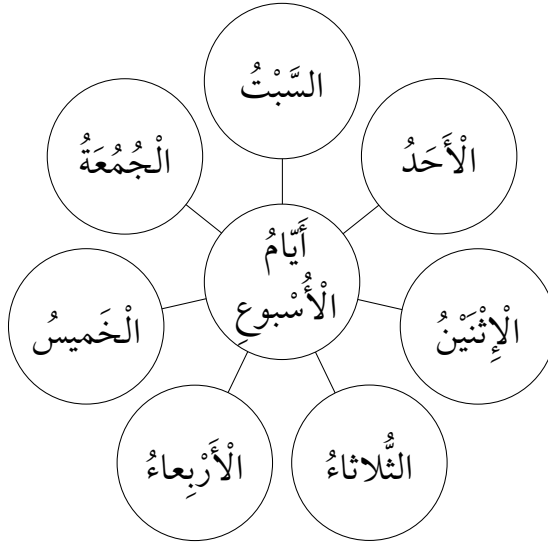 السَّبْتُ
الْأَحَدُ
الْإِثْنَيْنُ
الثُّلاثاءُ
الْأَرْبِعاءُ
الْخَميسُ
الْجُمُعَةُ
أَيّامُ
الْأُسْبوعِ